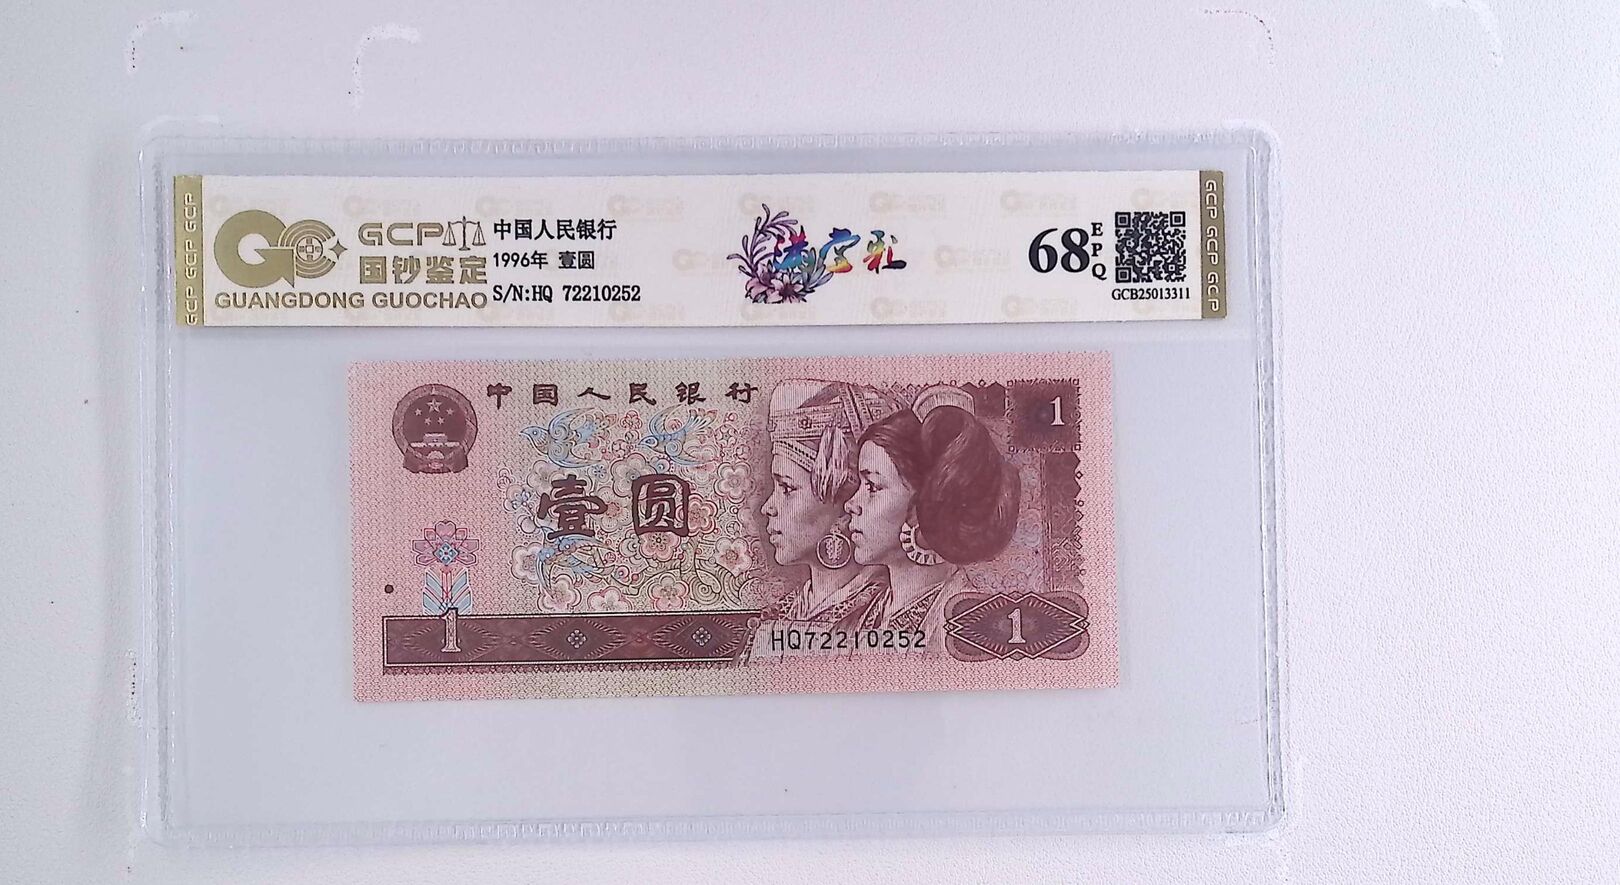 GCP GCP GCP
GCP
国钞鉴定
GUANGDONG GUOCHAO
中国人民银行
1996年 壹圆
S/N:HQ 72210252
满堂彩
68
EPQ
GCB25013311
GCP GCP GCP
中国人民银行
1
壹圆
1
HQ72210252
1